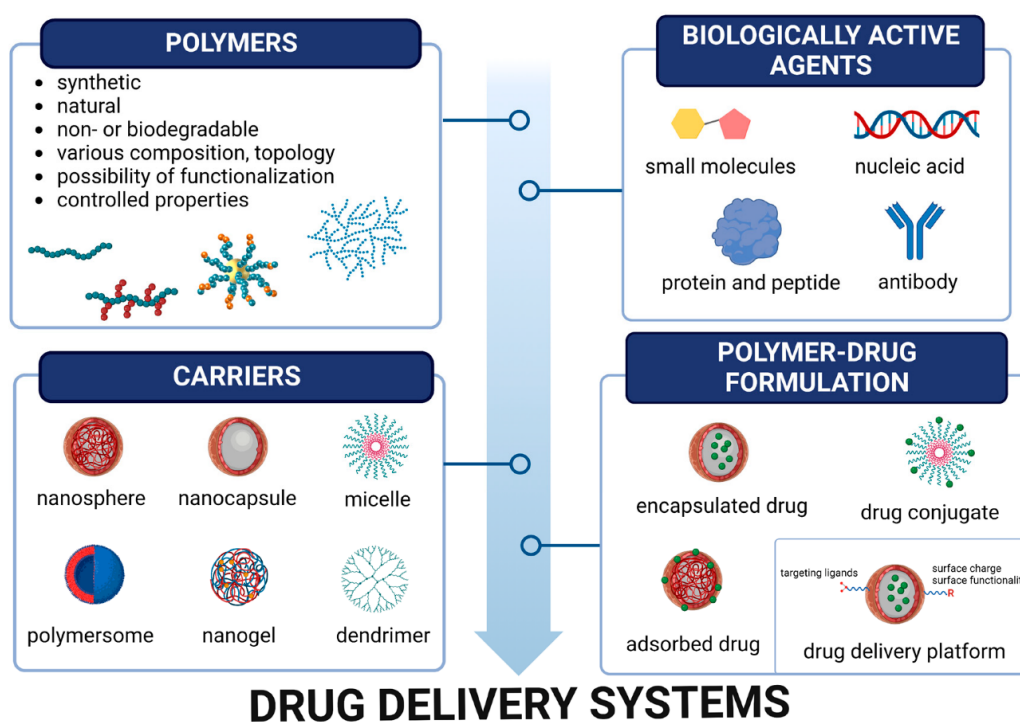 POLYMERS
• synthetic
• natural
• non- or biodegradable
• various composition, topology
• possibility of functionalization
• controlled properties
BIOLOGICALLY ACTIVE
AGENTS
small molecules
nucleic acid
protein and peptide
antibody
CARRIERS
nanosphere
nanocapsule
micelle
polymersome
nanogel
dendrimer
POLYMER-DRUG
FORMULATION
encapsulated drug
drug conjugate
adsorbed drug
targeting ligands
surface charge
surface functionali
R
drug delivery platform
DRUG DELIVERY SYSTEMS